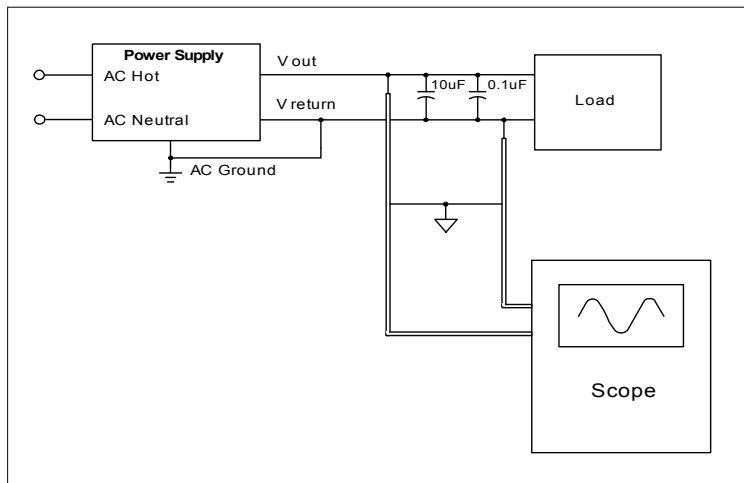 Power Supply
V out
AC Hot
10uF
0.1uF
Load
V return
AC Neutral
AC Ground
Scope